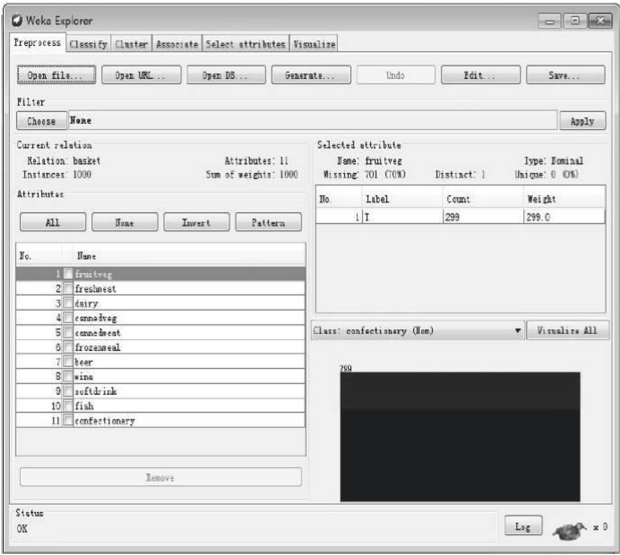 Weka Explorer
Preprocess Classify Cluster Associate Select attributes Visualize
Open file... Open URL... Open DB... Generate... Undo Edit... Save...
Filter
Choose None Apply
Current relation
Relation: basket Attributes: 11
Instances: 1000 Sum of weights: 1000
Attributes
All None Invert Pattern
No. Name
1 fruitveg
2 freshmeat
3 dairy
4 cannedveg
5 cannedmeat
6 frozenmeal
7 beer
8 wine
9 softdrink
10 fish
11 confectionery
Remove
Selected attribute
Name: fruitveg Type: Nominal
Missing: 701 (70%) Distinct: 1 Unique: 0 (0%)
No. Label Count Weight
1 T 299 299.0
Class: confectionery (Nom) Visualize All
299
Status
OK
Log x 0